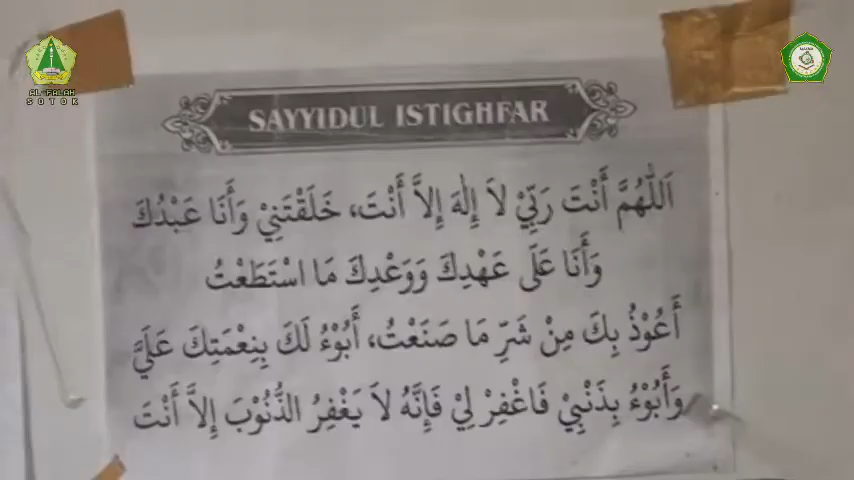 AL-FALAH
SOTOK
SAYYIDUL ISTIGHFAR
اَللّٰهُمَّ أَنْتَ رَبِّيْ لاَ إِلٰهَ إِلاَّ أَنْتَ، خَلَقْتَنِيْ وَأَنَا عَبْدُكَ
وَأَنَا عَلَى عَهْدِكَ وَوَعْدِكَ مَا اسْتَطَعْتُ
أَعُوْذُ بِكَ مِنْ شَرِّ مَا صَنَعْتُ، أَبُوْءُ لَكَ بِنِعْمَتِكَ عَلَيَّ
وَأَبُوْءُ بِذَنْبِيْ فَاغْفِرْ لِيْ فَإِنَّهُ لاَ يَغْفِرُ الذُّنُوْبَ إِلاَّ أَنْتَ